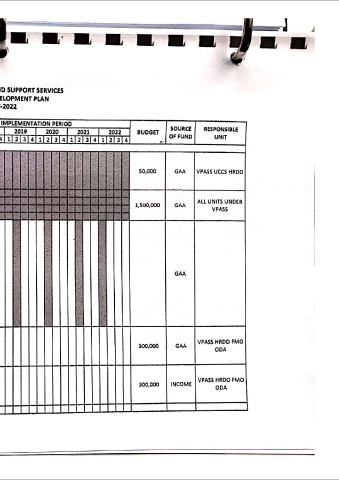 ID SUPPORT SERVICES
ELOPMENT PLAN
-2022
IMPLEMENTATION PERIOD BUDGET SOURCE OF FUND RESPONSIBLE UNIT
2019 2020 2021 2022
4 1 2 3 4 1 2 3 4 1 2 3 4 1 2 3 4
50,000 GAA VPASS UCCS HRDO
1,500,000 GAA ALL UNITS UNDER VPASS
GAA
300,000 GAA VPASS HRDO FMO ODA
300,000 INCOME VPASS HRDO FMO ODA